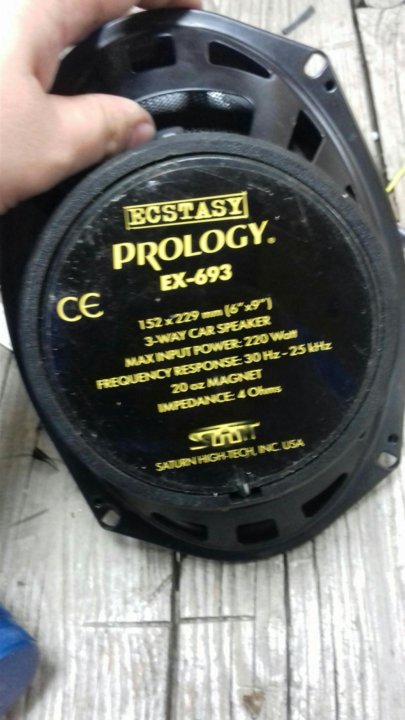 ECSTASY
PROLOGY.
EX-693
CE
152 x 229 mm (6"x9")
3-WAY CAR SPEAKER
MAX INPUT POWER: 220 Watt
FREQUENCY RESPONSE: 30 Hz - 25 kHz
20 oz MAGNET
IMPEDANCE: 4 Ohms
SATURN HIGH-TECH, INC. USA